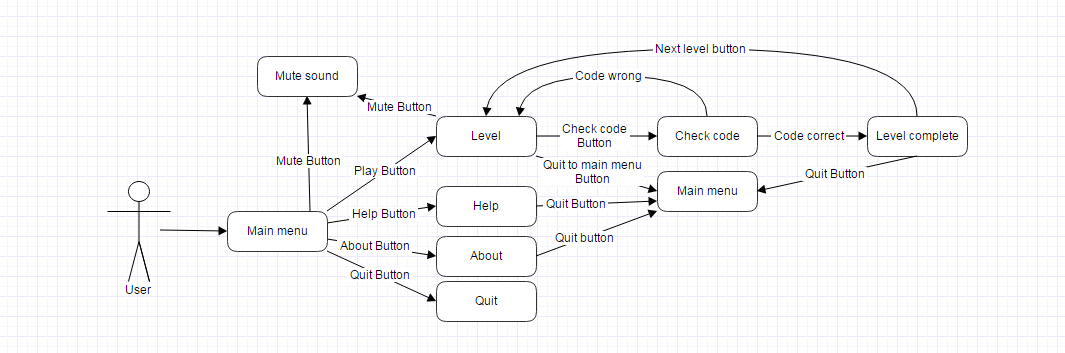 Next level button
Mute sound
Code wrong
Mute Button
Level
Check code
Button
Check code
Code correct
Level complete
Mute Button
Play Button
Quit to main menu
Button
Main menu
Quit Button
Help Button
Help
Quit Button
Main menu
About Button
About
Quit button
Quit Button
User
Quit